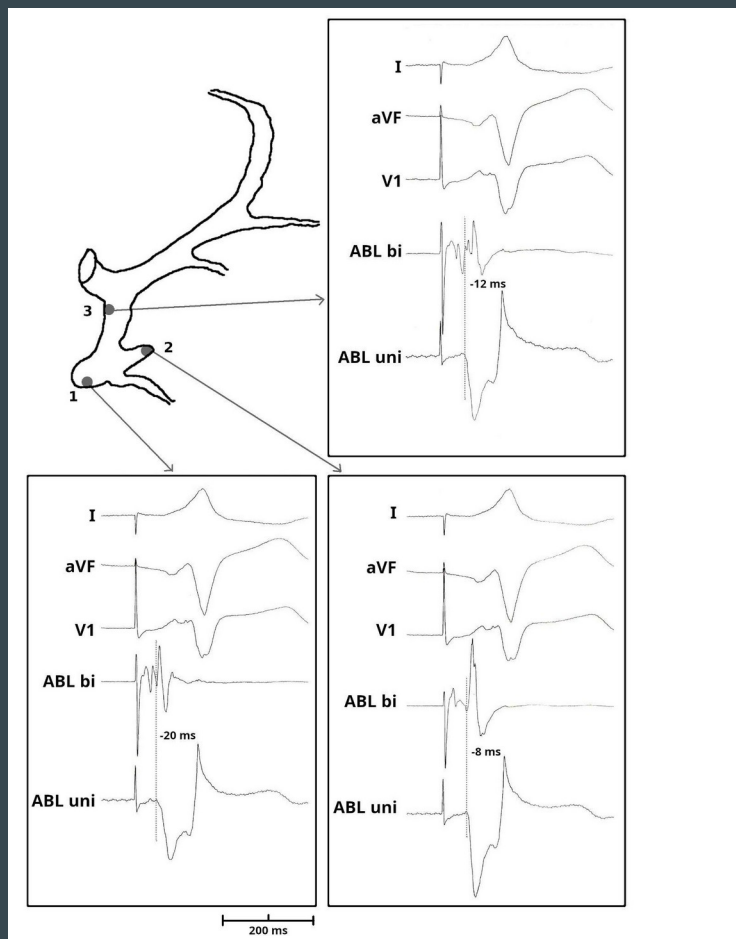 I
aVF
V1
ABL bi
-12 ms
ABL uni
3
2
1
I
aVF
V1
ABL bi
-20 ms
ABL uni
I
aVF
V1
ABL bi
-8 ms
ABL uni
200 ms